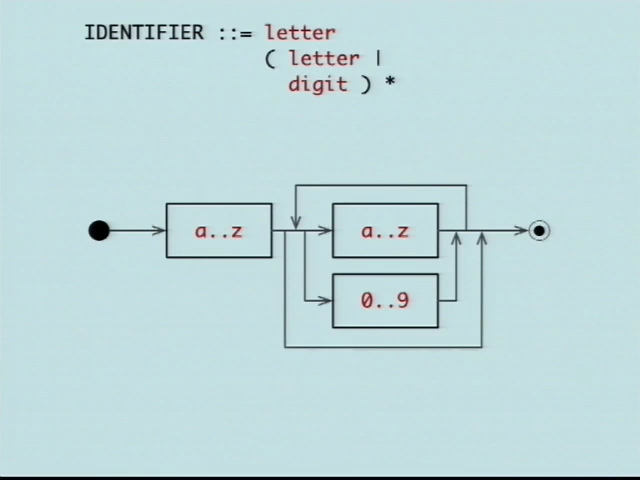 IDENTIFIER ::= letter
( letter |
digit ) *
a..z
a..z
0..9